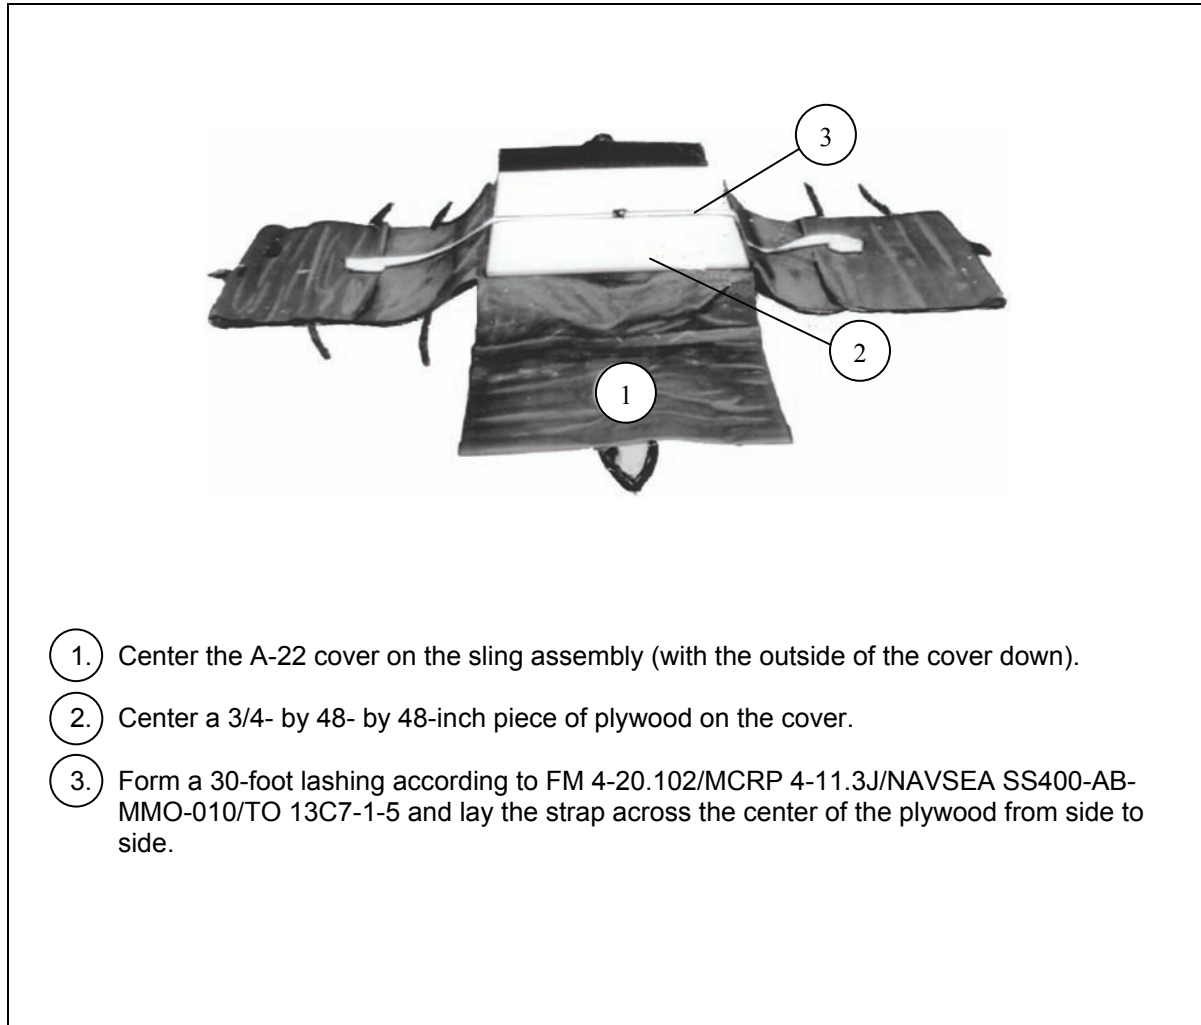 3
2
1
1. Center the A-22 cover on the sling assembly (with the outside of the cover down).
2. Center a 3/4- by 48- by 48-inch piece of plywood on the cover.
3. Form a 30-foot lashing according to FM 4-20.102/MCRP 4-11.3J/NAVSEA SS400-AB-
MMO-010/TO 13C7-1-5 and lay the strap across the center of the plywood from side to
side.